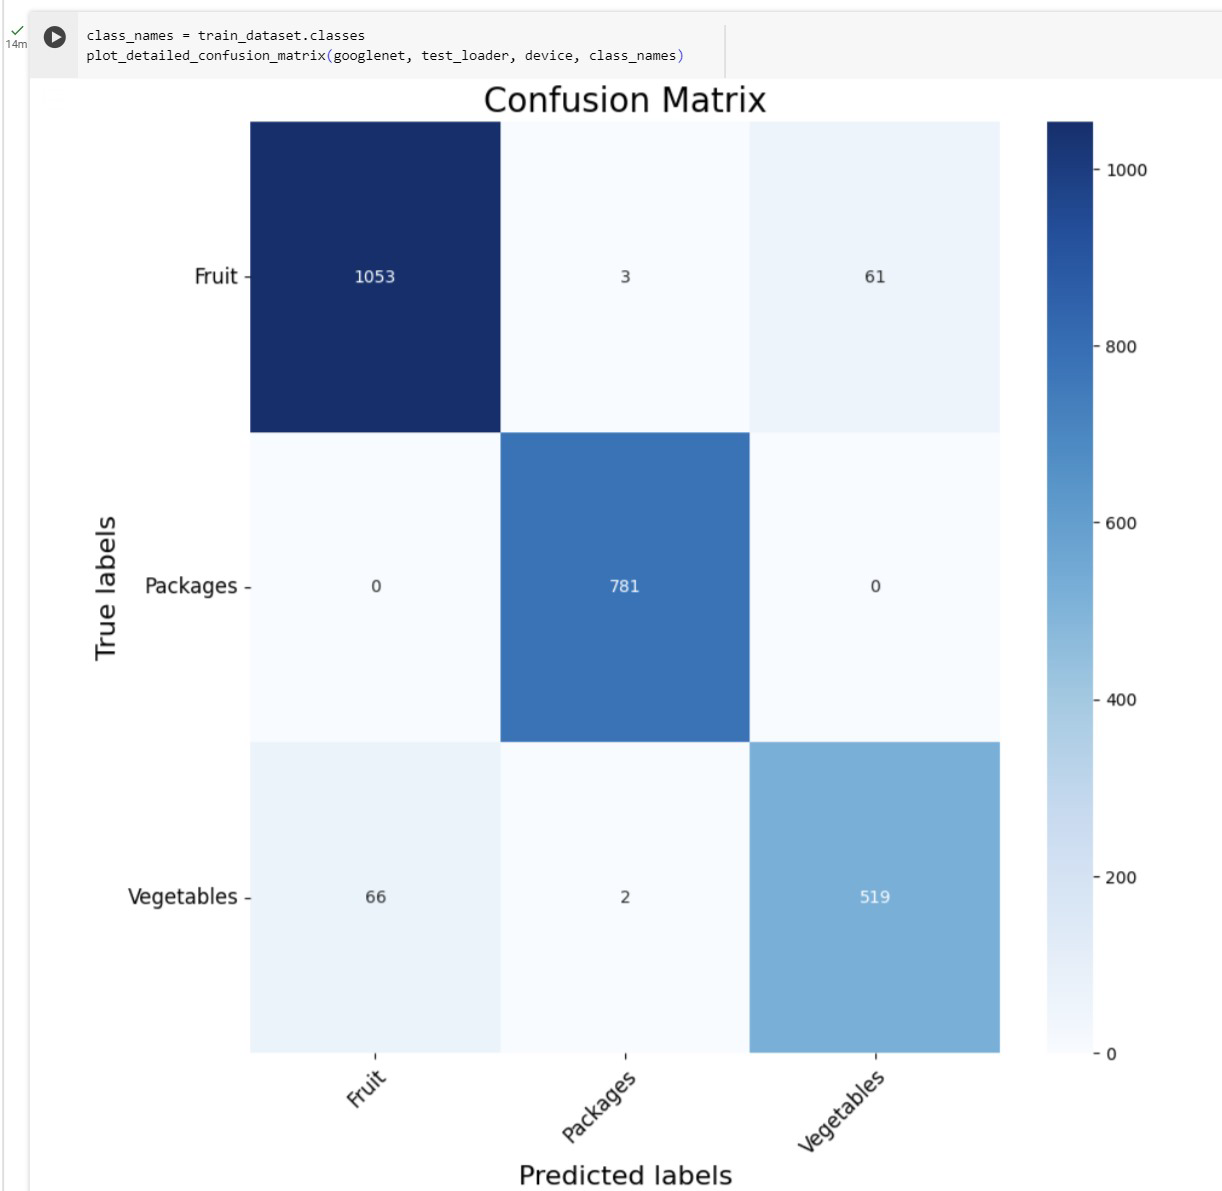 class_names = train_dataset.classes
14m
plot_detailed_confusion_matrix(googlenet, test_loader, device, class_names)
Confusion Matrix
1000
Fruit
1053
3
61
800
600
True labels
Packages
0
781
0
400
200
Vegetables
66
2
519
0
Fruit
Packages
Vegetables
Predicted labels